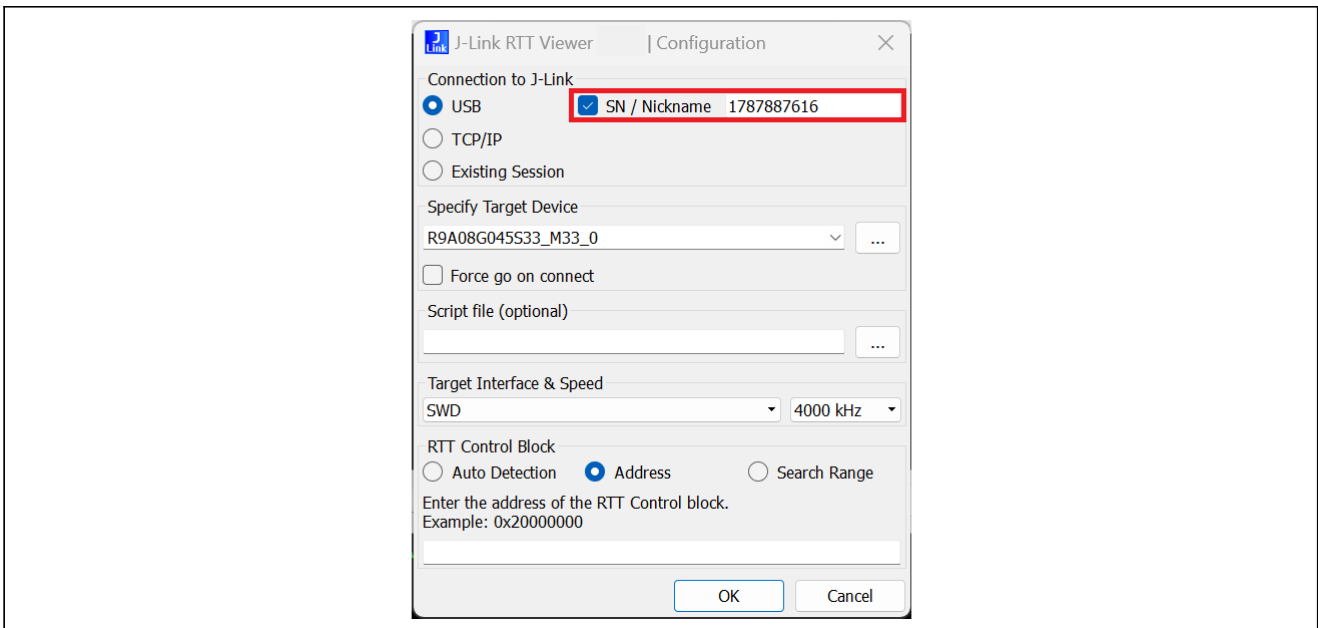 J-Link RTT Viewer | Configuration
Connection to J-Link
USB SN / Nickname 1787887616
TCP/IP
Existing Session
Specify Target Device
R9A08G045S33_M33_0 ...
Force go on connect
Script file (optional)
...
Target Interface & Speed
SWD 4000 kHz
RTT Control Block
Auto Detection Address Search Range
Enter the address of the RTT Control block.
Example: 0x20000000
OK Cancel